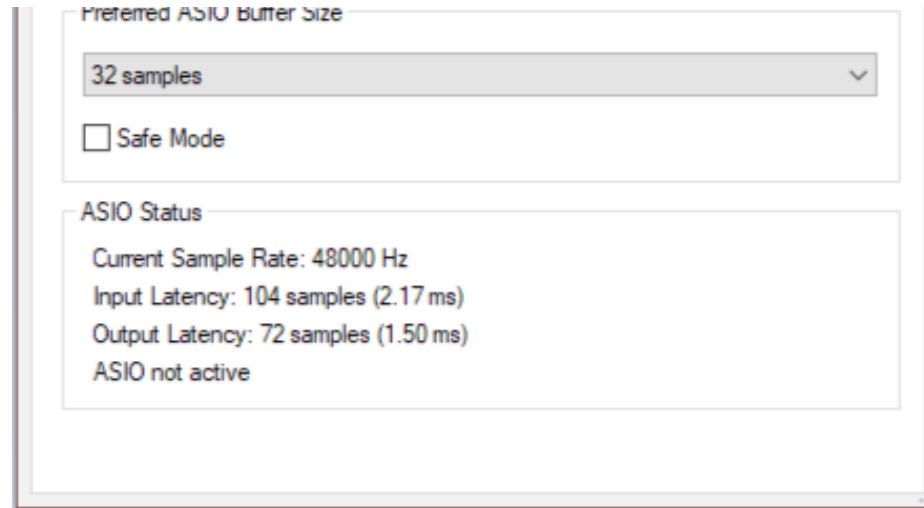 Preferred ASIO Buffer Size
32 samples
Safe Mode
ASIO Status
Current Sample Rate: 48000 Hz
Input Latency: 104 samples (2.17 ms)
Output Latency: 72 samples (1.50 ms)
ASIO not active